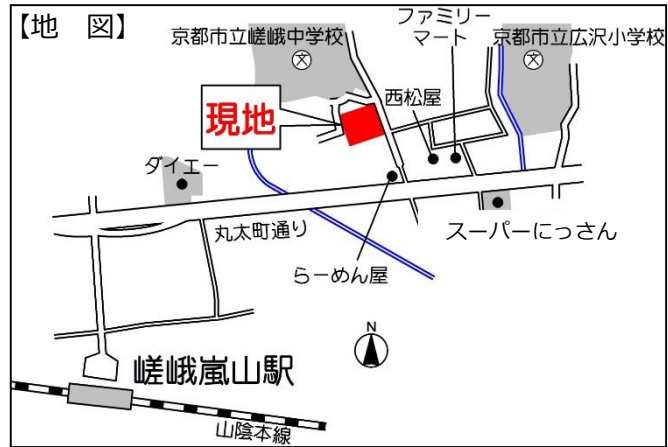 【地　図】
ファミリー
マート
京都市立嵯峨中学校
京都市立広沢小学校
文
文
西松屋
現地
ダイエー
丸太町通り
スーパーにっさん
らーめん屋
N
嵯峨嵐山駅
山陰本線